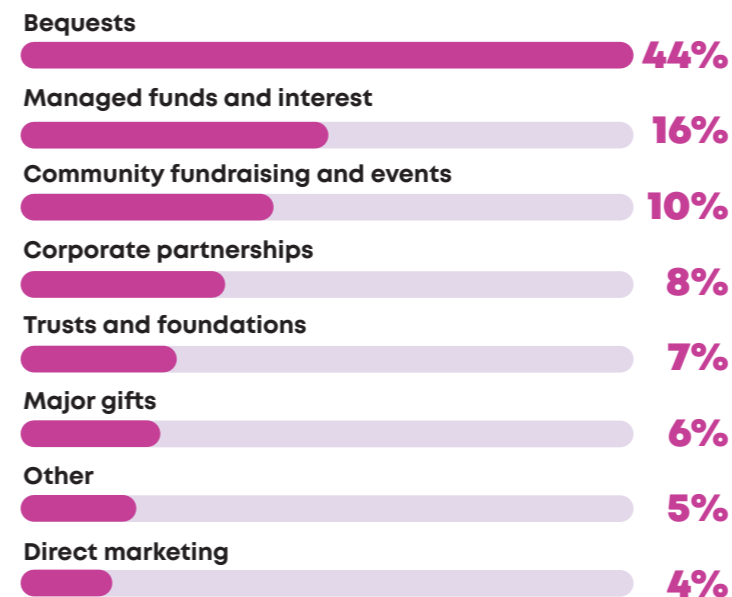 Bequests
44%
Managed funds and interest
16%
Community fundraising and events
10%
Corporate partnerships
8%
Trusts and foundations
7%
Major gifts
6%
Other
5%
Direct marketing
4%